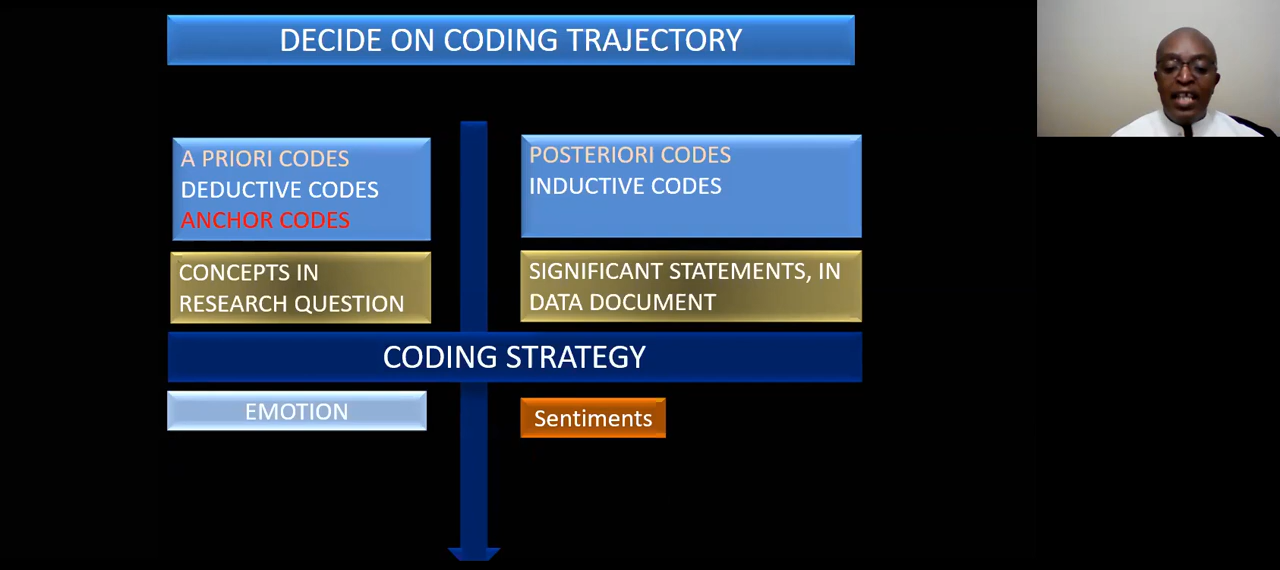 DECIDE ON CODING TRAJECTORY
A PRIORI CODES
DEDUCTIVE CODES
ANCHOR CODES
POSTERIORI CODES
INDUCTIVE CODES
CONCEPTS IN
RESEARCH QUESTION
SIGNIFICANT STATEMENTS, IN
DATA DOCUMENT
CODING STRATEGY
EMOTION
Sentiments